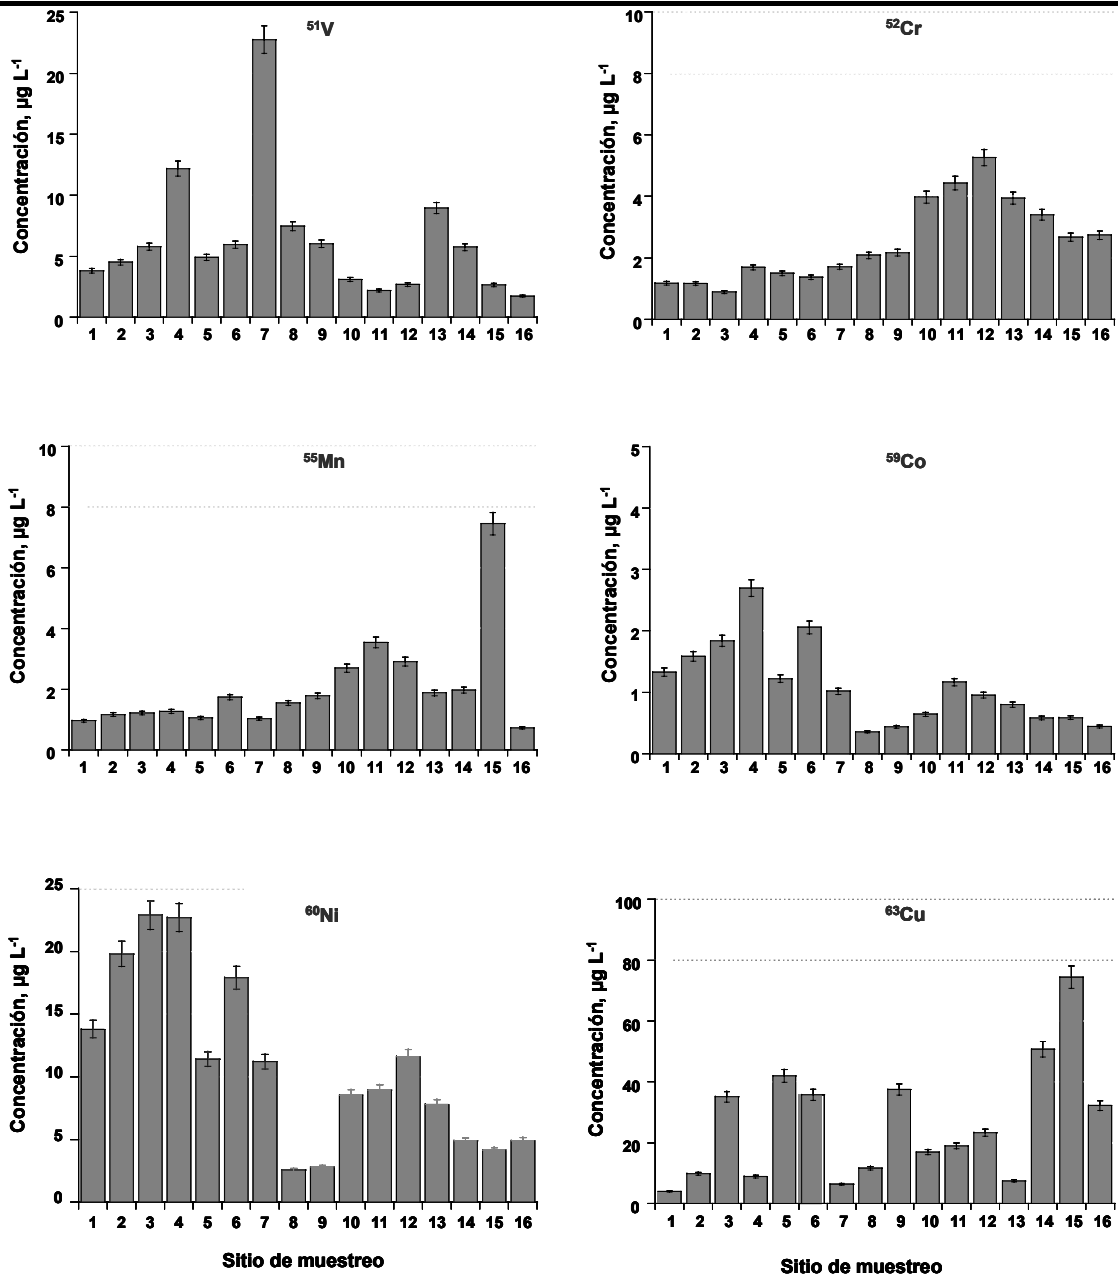 ⁵¹V
Concentración, µg L⁻¹
25
20
15
10
5
0
1 2 3 4 5 6 7 8 9 10 11 12 13 14 15 16
⁵²Cr
Concentración, µg L⁻¹
10
8
6
4
2
0
1 2 3 4 5 6 7 8 9 10 11 12 13 14 15 16
⁵⁵Mn
Concentración, µg L⁻¹
10
8
6
4
2
0
1 2 3 4 5 6 7 8 9 10 11 12 13 14 15 16
⁵⁹Co
Concentración, µg L⁻¹
5
4
3
2
1
0
1 2 3 4 5 6 7 8 9 10 11 12 13 14 15 16
⁶⁰Ni
Concentración, µg L⁻¹
25
20
15
10
5
0
1 2 3 4 5 6 7 8 9 10 11 12 13 14 15 16
Sitio de muestreo
⁶³Cu
Concentración, µg L⁻¹
100
80
60
40
20
0
1 2 3 4 5 6 7 8 9 10 11 12 13 14 15 16
Sitio de muestreo